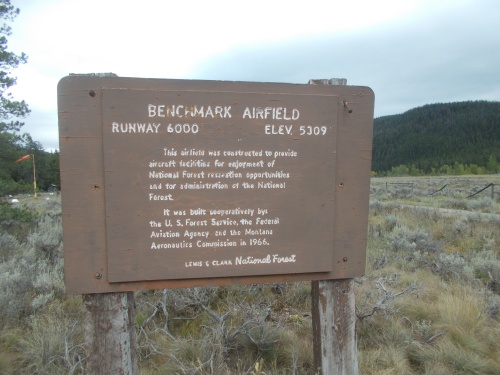 BENCHMARK AIRFIELD
RUNWAY 6000 ELEV. 5309
This airfield was constructed to provide
aircraft facilities for enjoyment of
National Forest recreation opportunities
and for administration of the National
Forest.
It was built cooperatively by:
the U.S. Forest Service, the Federal
Aviation Agency and the Montana
Aeronautics Commission in 1966.
LEWIS & CLARK National Forest